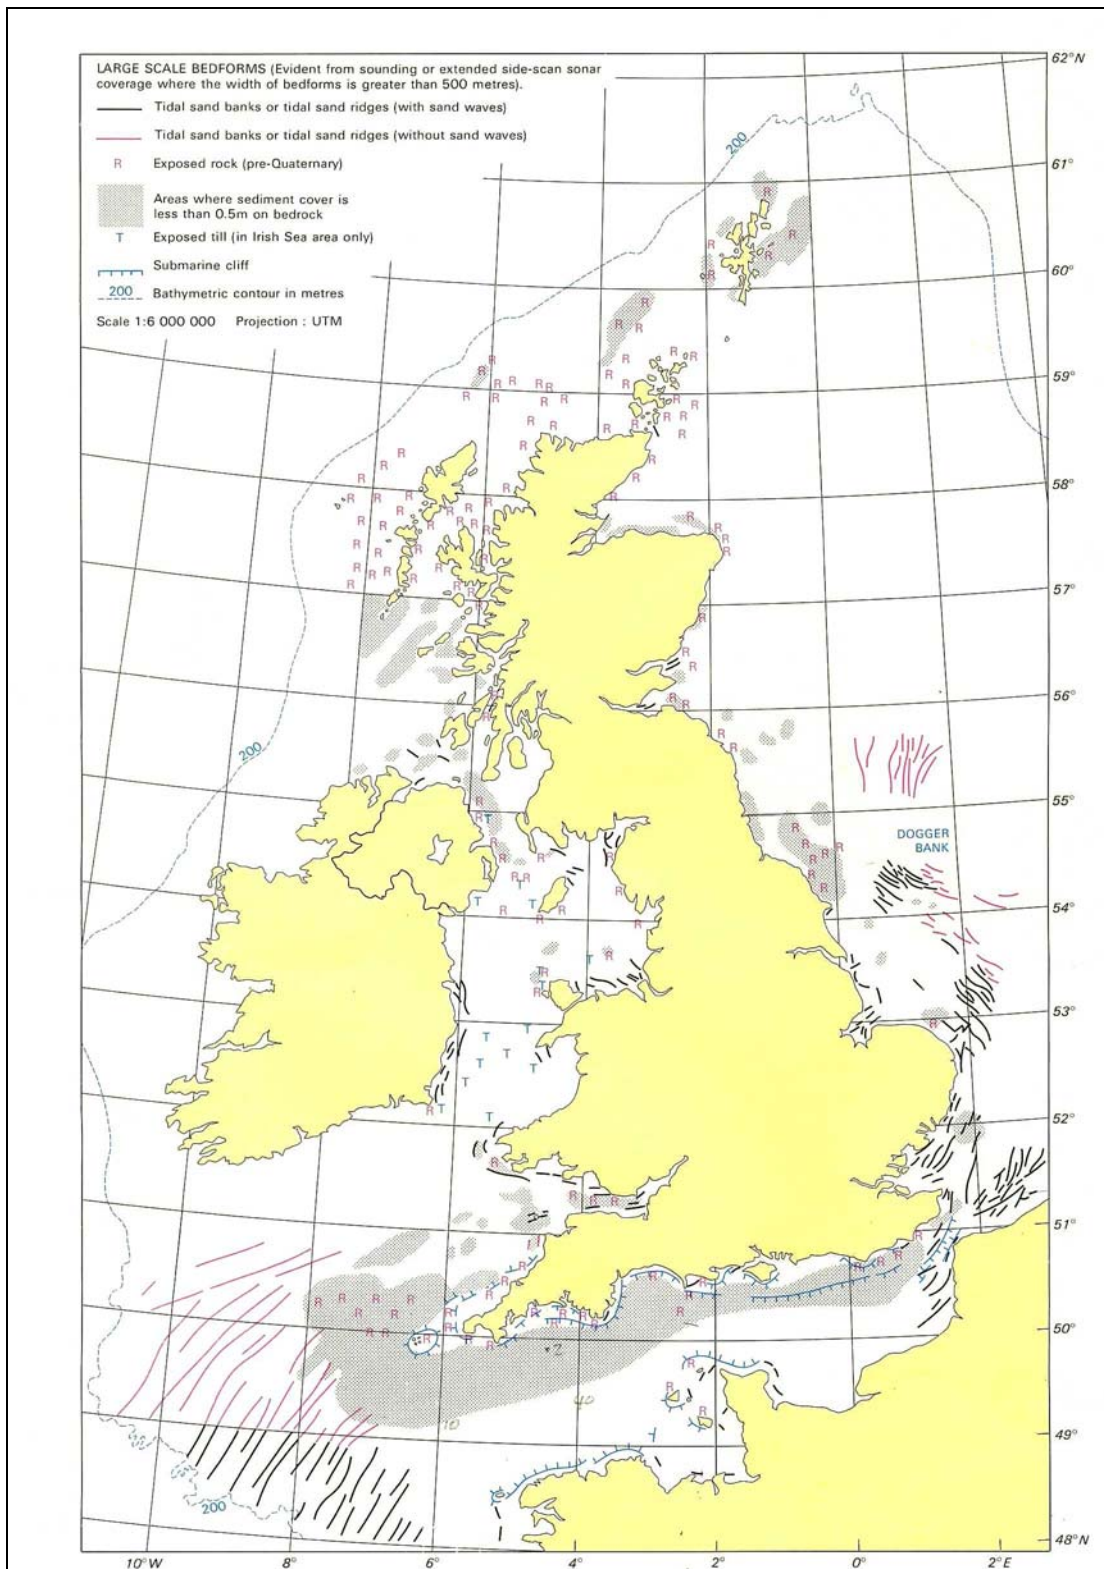 LARGE SCALE BEDFORMS (Evident from sounding or extended side-scan sonar
coverage where the width of bedforms is greater than 500 metres).
Tidal sand banks or tidal sand ridges (with sand waves)
Tidal sand banks or tidal sand ridges (without sand waves)
R Exposed rock (pre-Quaternary)
Areas where sediment cover is
less than 0.5m on bedrock
T Exposed till (in Irish Sea area only)
Submarine cliff
200 Bathymetric contour in metres
Scale 1:6 000 000 Projection : UTM
62°N
200
61°
60°
59°
58°
57°
56°
200
55°
DOGGER
BANK
54°
53°
52°
51°
50°
49°
200
48°N
10°W 8° 6° 4° 2° 0° 2°E